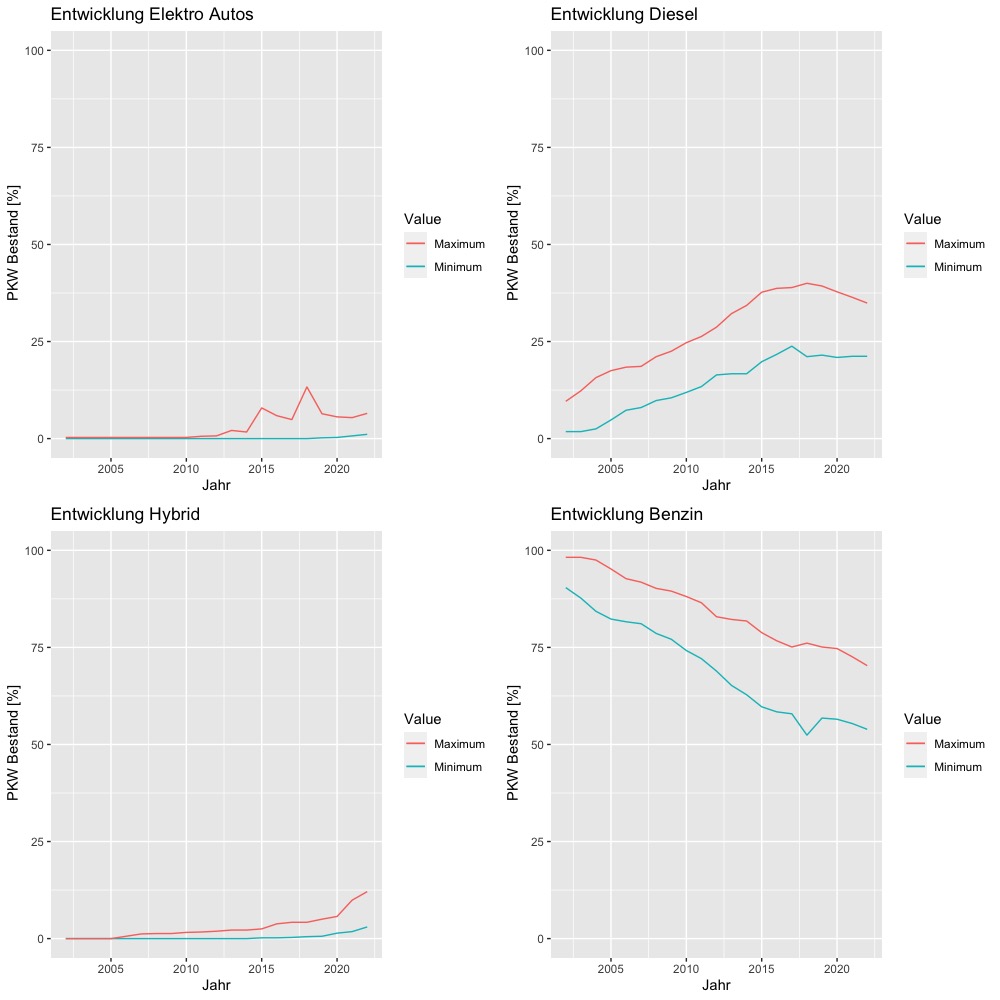 Entwicklung Elektro Autos
100
75
50
25
0
PKW Bestand [%]
2005 2010 2015 2020
Jahr
Value
Maximum
Minimum
Entwicklung Diesel
100
75
50
25
0
PKW Bestand [%]
2005 2010 2015 2020
Jahr
Value
Maximum
Minimum
Entwicklung Hybrid
100
75
50
25
0
PKW Bestand [%]
2005 2010 2015 2020
Jahr
Value
Maximum
Minimum
Entwicklung Benzin
100
75
50
25
0
PKW Bestand [%]
2005 2010 2015 2020
Jahr
Value
Maximum
Minimum